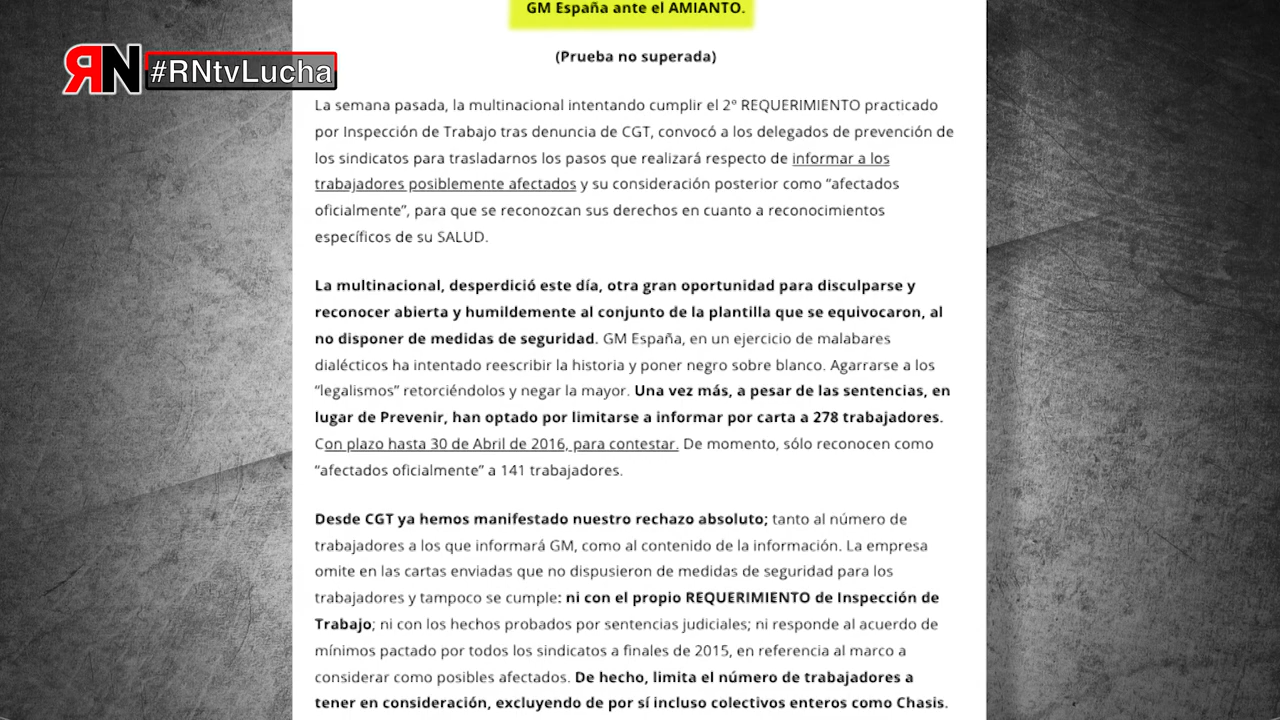 GM España ante el AMIANTO.
(Prueba no superada)
RN #RNtvLucha
La semana pasada, la multinacional intentando cumplir el 2º REQUERIMIENTO practicado
por Inspección de Trabajo tras denuncia de CGT, convocó a los delegados de prevención de
los sindicatos para trasladarnos los pasos que realizará respecto de informar a los
trabajadores posiblemente afectados y su consideración posterior como “afectados
oficialmente”, para que se reconozcan sus derechos en cuanto a reconocimientos
específicos de su SALUD.
La multinacional, desperdició este día, otra gran oportunidad para disculparse y
reconocer abierta y humildemente al conjunto de la plantilla que se equivocaron, al
no disponer de medidas de seguridad. GM España, en un ejercicio de malabares
dialécticos ha intentado reescribir la historia y poner negro sobre blanco. Agarrarse a los
“legalismos” retorciéndolos y negar la mayor. Una vez más, a pesar de las sentencias, en
lugar de Prevenir, han optado por limitarse a informar por carta a 278 trabajadores.
Con plazo hasta 30 de Abril de 2016, para contestar. De momento, sólo reconocen como
“afectados oficialmente” a 141 trabajadores.
Desde CGT ya hemos manifestado nuestro rechazo absoluto; tanto al número de
trabajadores a los que informará GM, como al contenido de la información. La empresa
omite en las cartas enviadas que no dispusieron de medidas de seguridad para los
trabajadores y tampoco se cumple: ni con el propio REQUERIMIENTO de Inspección de
Trabajo; ni con los hechos probados por sentencias judiciales; ni responde al acuerdo de
mínimos pactado por todos los sindicatos a finales de 2015, en referencia al marco a
considerar como posibles afectados. De hecho, limita el número de trabajadores a
tener en consideración, excluyendo de por sí incluso colectivos enteros como Chasis.